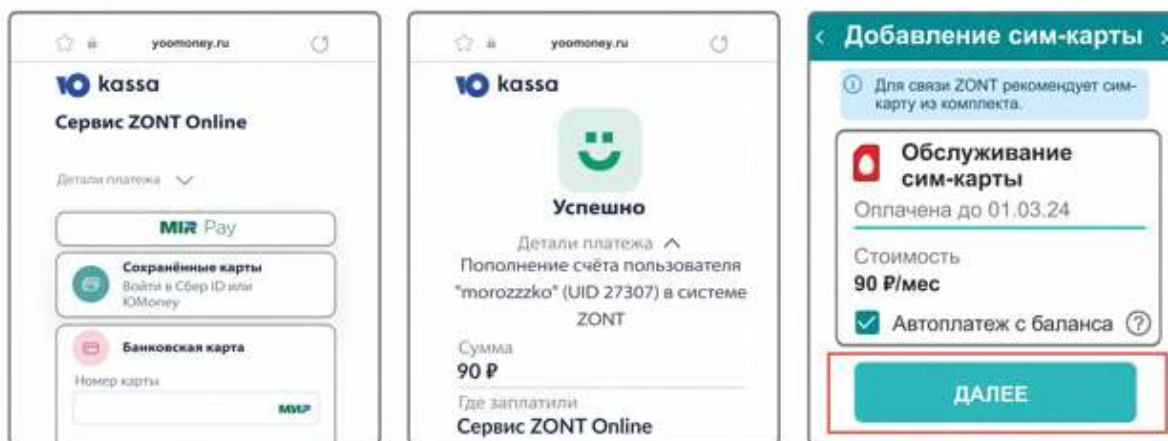 yoomoney.ru
Ю kassa
Сервис ZONT Online
Детали платежа
MIR Pay
Сохранённые карты
Войти в Сбер ID или
ЮMoney
Банковская карта
Номер карты
МИР
yoomoney.ru
Ю kassa
Успешно
Детали платежа
Пополнение счёта пользователя
"morozzzko" (UID 27307) в системе
ZONT
Сумма
90 ₽
Где заплатили
Сервис ZONT Online
Добавление сим-карты
Для связи ZONT рекомендует сим-
карту из комплекта.
Обслуживание
сим-карты
Оплачена до 01.03.24
Стоимость
90 ₽/мес
Автоплатеж с баланса ?
ДАЛЕЕ